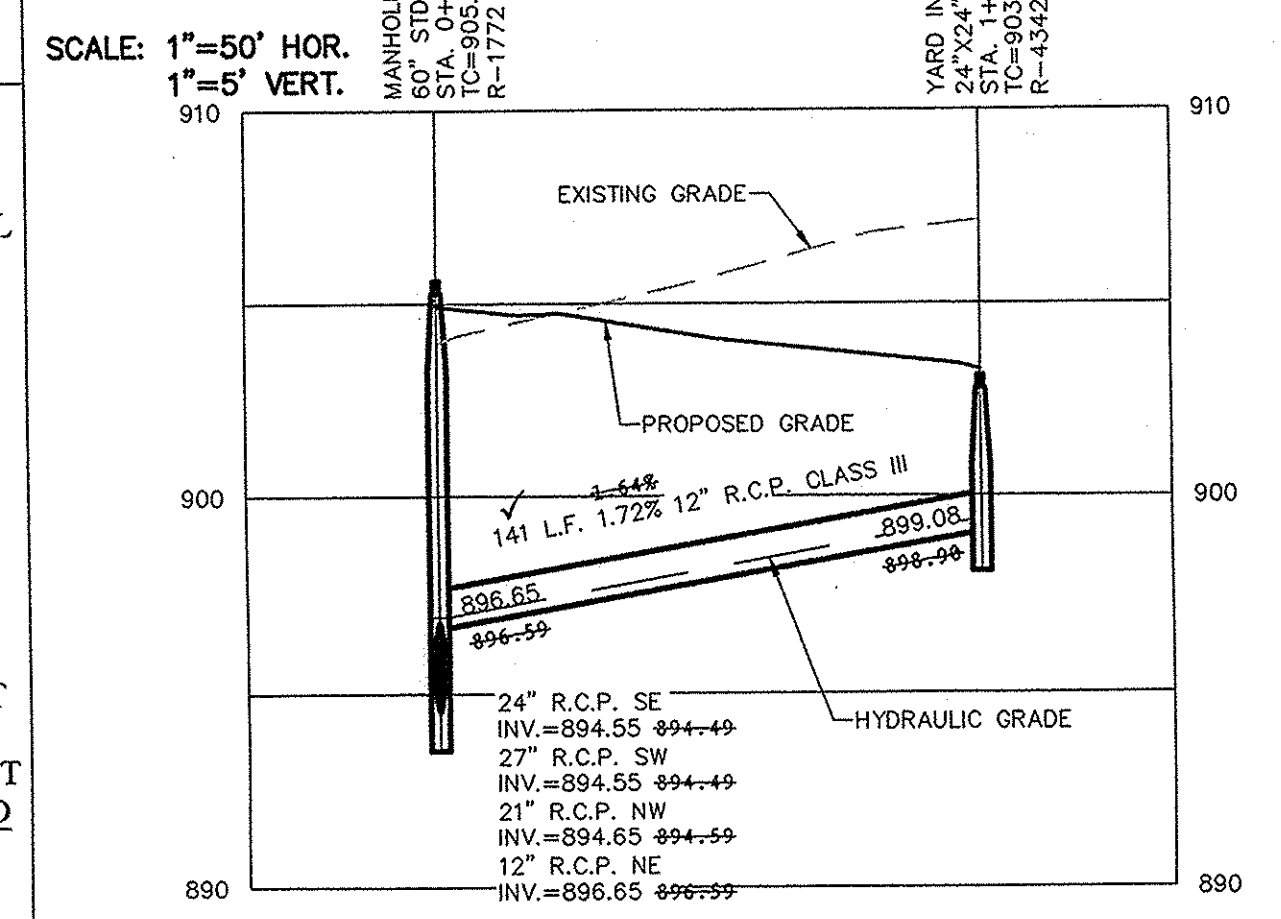 SCALE: 1"=50' HOR.
1"=5' VERT.
60" STD
STA. 0+
TC=905.
R-1772
YARD IN
24"X24"
STA. 1+
TC=903
R-4342
910
910
EXISTING GRADE
PROPOSED GRADE
900
900
1.64%
141 L.F. 1.72% 12" R.C.P. CLASS III
899.08
898.90
896.65
896.59
HYDRAULIC GRADE
24" R.C.P. SE
INV.=894.55 894.49
27" R.C.P. SW
INV.=894.55 894.49
21" R.C.P. NW
INV.=894.65 894.59
12" R.C.P. NE
INV.=896.65 896.59
890
890